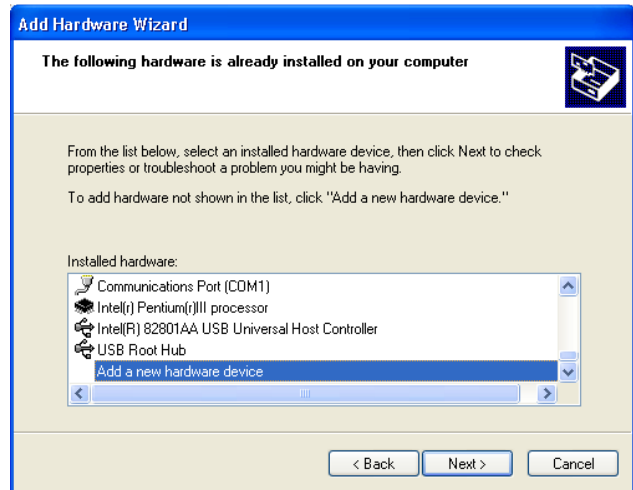 Add Hardware Wizard
The following hardware is already installed on your computer
From the list below, select an installed hardware device, then click Next to check
properties or troubleshoot a problem you might be having.
To add hardware not shown in the list, click "Add a new hardware device."
Installed hardware:
Communications Port (COM1)
Intel(r) Pentium(r)III processor
Intel(R) 82801AA USB Universal Host Controller
USB Root Hub
Add a new hardware device
< Back Next > Cancel